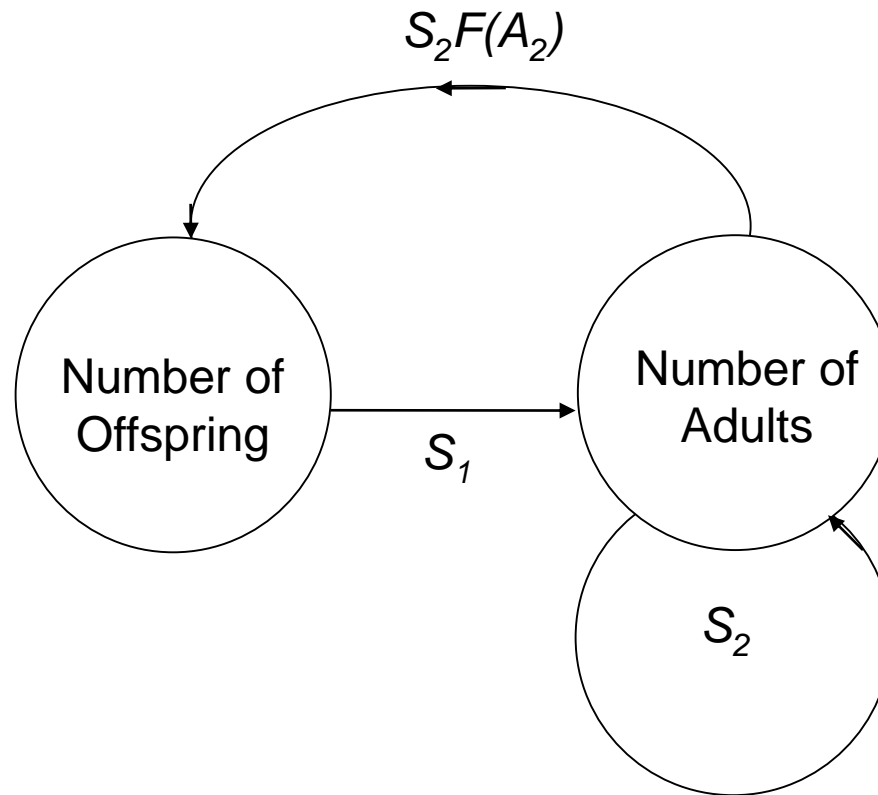 S₂F(A₂)
Number of
Offspring
Number of
Adults
S₁
S₂